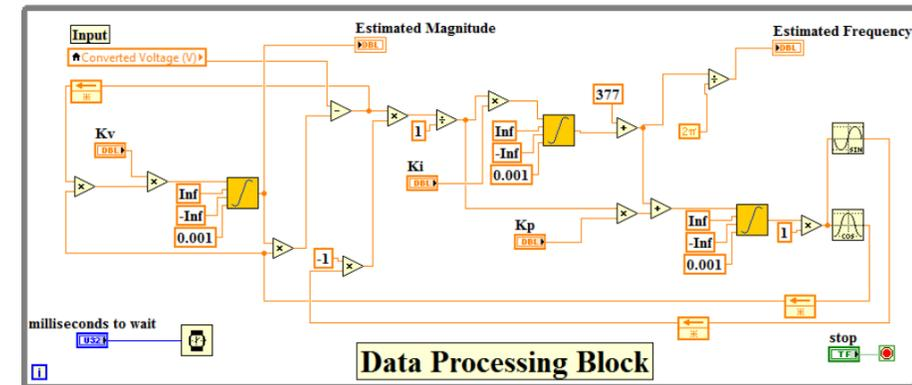 Estimated Magnitude
DBL
Input
Converted Voltage (V)
Estimated Frequency
DBL
377
1
2π
Kv
DBL
Inf
-Inf
0.001
Ki
DBL
Inf
-Inf
0.001
SIN
Kp
DBL
Inf
-Inf
0.001
1
COS
-1
milliseconds to wait
U32
stop
TF
Data Processing Block
i